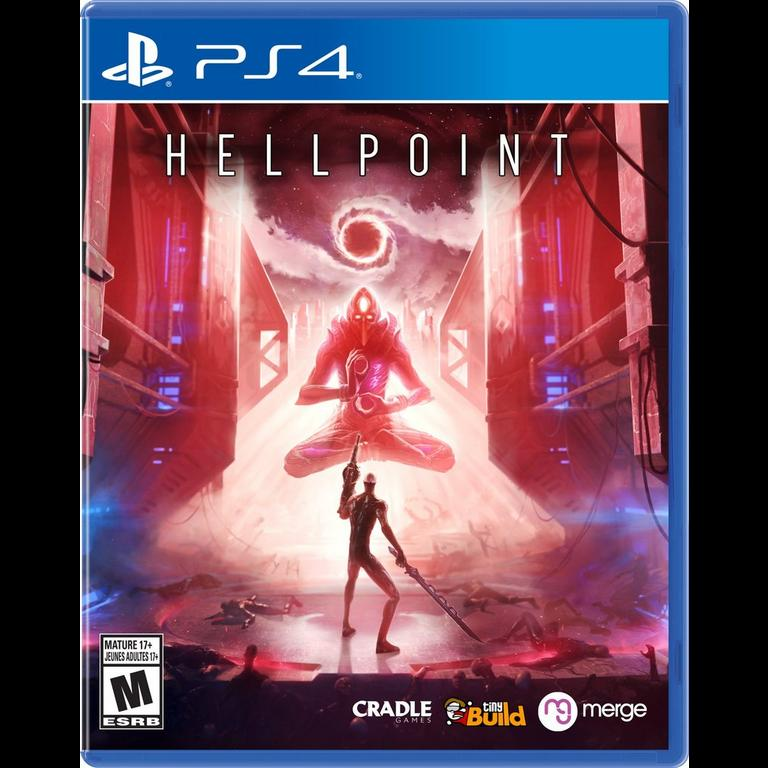 PS4
HELLPOINT
MATURE 17+
JEUNES ADULTES 17+
M
ESRB
CRADLE
GAMES
tiny
Build
merge